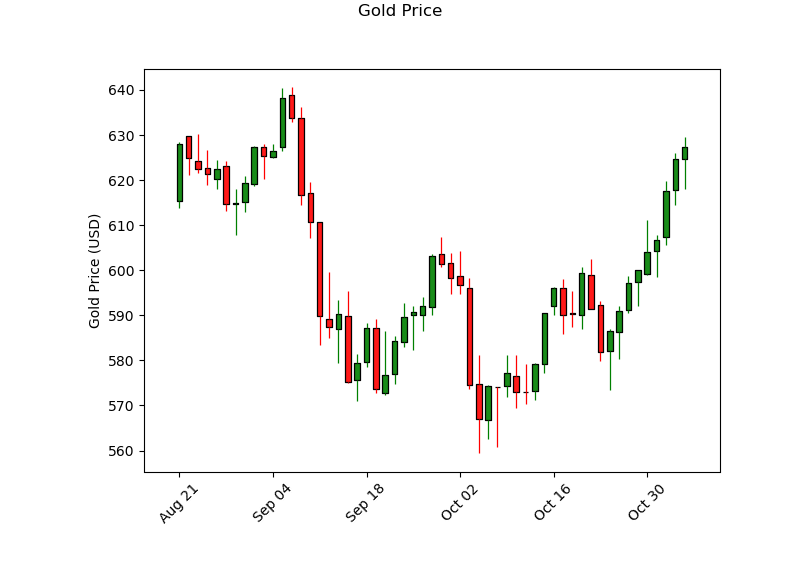 Gold Price
Gold Price (USD)
640
630
620
610
600
590
580
570
560
Aug 21
Sep 04
Sep 18
Oct 02
Oct 16
Oct 30